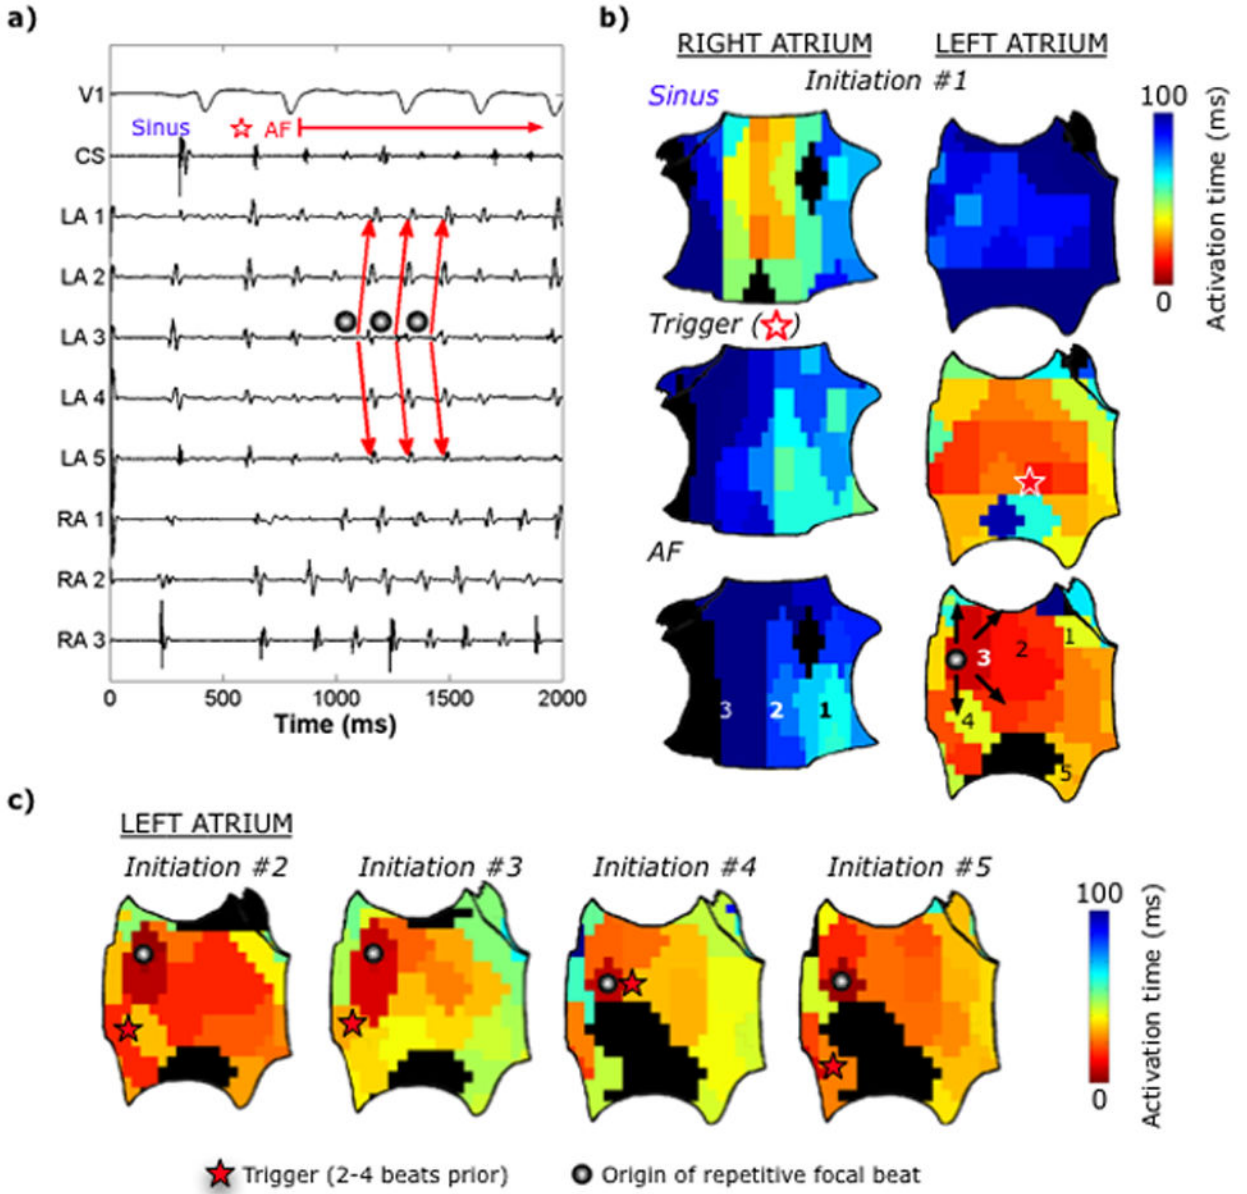 a)
V1
Sinus ☆ AF
CS
LA 1
LA 2
LA 3
LA 4
LA 5
RA 1
RA 2
RA 3
0 500 1000 1500 2000
Time (ms)
b)
RIGHT ATRIUM LEFT ATRIUM
Initiation #1
Sinus
100
0
Activation time (ms)
Trigger (☆)
AF
3 2 1
3 2 1
4
5
c)
LEFT ATRIUM
Initiation #2 Initiation #3 Initiation #4 Initiation #5
100
0
Activation time (ms)
★ Trigger (2-4 beats prior) Origin of repetitive focal beat